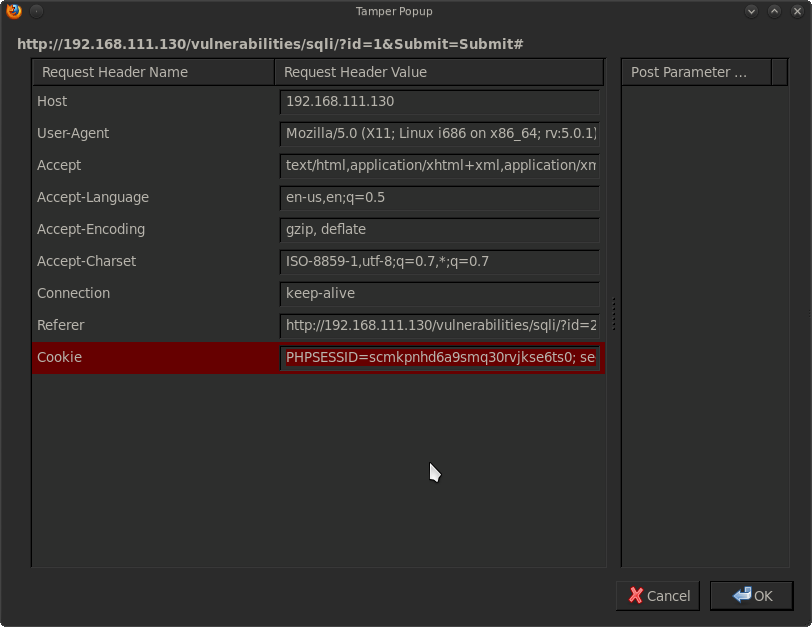 Tamper Popup
http://192.168.111.130/vulnerabilities/sqli/?id=1&Submit=Submit#
Request Header Name Request Header Value Post Parameter ...
Host 192.168.111.130
User-Agent Mozilla/5.0 (X11; Linux i686 on x86_64; rv:5.0.1)
Accept text/html,application/xhtml+xml,application/xm
Accept-Language en-us,en;q=0.5
Accept-Encoding gzip, deflate
Accept-Charset ISO-8859-1,utf-8;q=0.7,*;q=0.7
Connection keep-alive
Referer http://192.168.111.130/vulnerabilities/sqli/?id=2
Cookie PHPSESSID=scmkpnhd6a9smq30rvjkse6ts0; se
Cancel OK